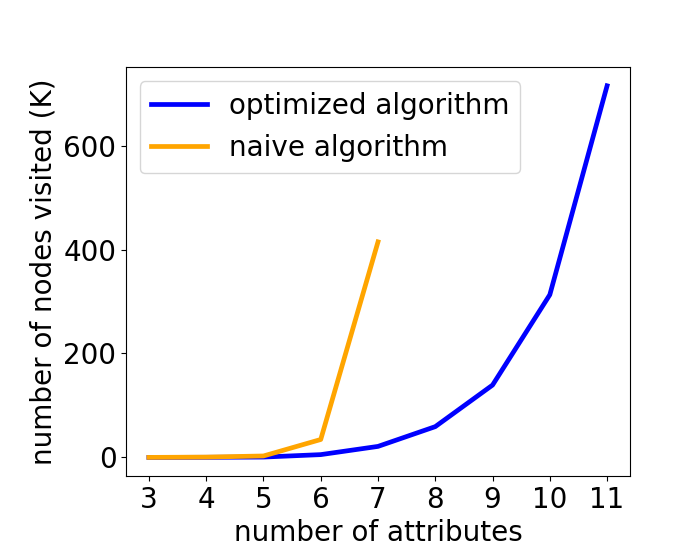 optimized algorithm
naive algorithm
number of nodes visited (K)
600
400
200
0
3 4 5 6 7 8 9 10 11
number of attributes